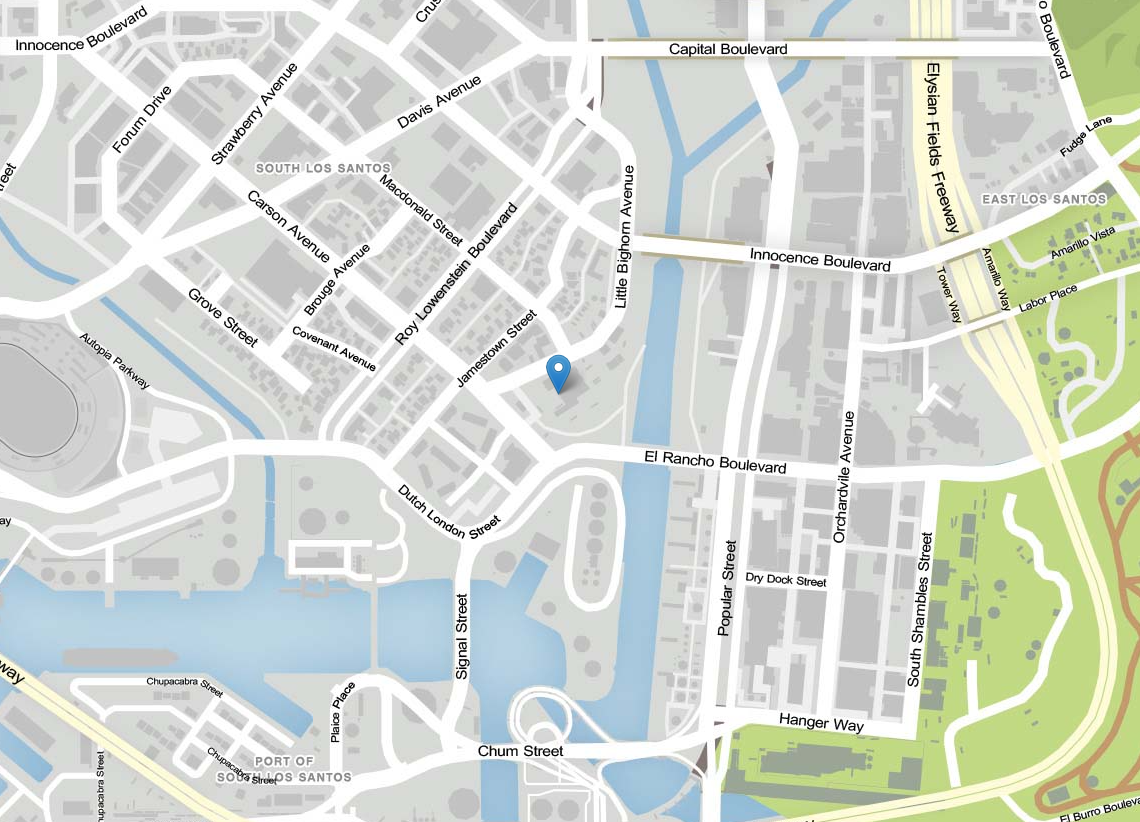 Innocence Boulevard
Capital Boulevard
Elysian Fields Freeway
Forum Drive
Strawberry Avenue
Davis Avenue
Fudge Lane
SOUTH LOS SANTOS
Macdonald Street
Carson Avenue
Roy Lowenstein Boulevard
Little Bighorn Avenue
EAST LOS SANTOS
Amarillo Vista
Innocence Boulevard
Amarillo Way
Tower Way
Labor Place
Brouge Avenue
Grove Street
Covenant Avenue
Jamestown Street
Autopia Parkway
El Rancho Boulevard
Orchardville Avenue
Dutch London Street
Popular Street
Dry Dock Street
South Shambles Street
Signal Street
Chupacabra Street
Plaice Place
Hanger Way
Chum Street
Chupacabra Street
PORT OF
SOUTH LOS SANTOS